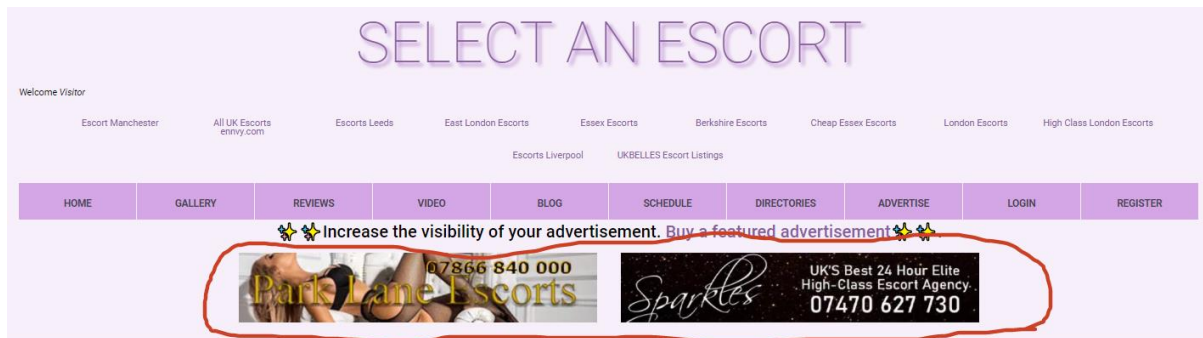 SELECT AN ESCORT
Welcome Visitor
Escort Manchester
All UK Escorts
ennvy.com
Escorts Leeds
East London Escorts
Essex Escorts
Berkshire Escorts
Cheap Essex Escorts
London Escorts
High Class London Escorts
Escorts Liverpool
UKBELLES Escort Listings
HOME
GALLERY
REVIEWS
VIDEO
BLOG
SCHEDULE
DIRECTORIES
ADVERTISE
LOGIN
REGISTER
Increase the visibility of your advertisement. Buy a featured advertisement
07866 840 000
Park Lane Escorts
Sparkles
UK'S Best 24 Hour Elite
High-Class Escort Agency.
07470 627 730